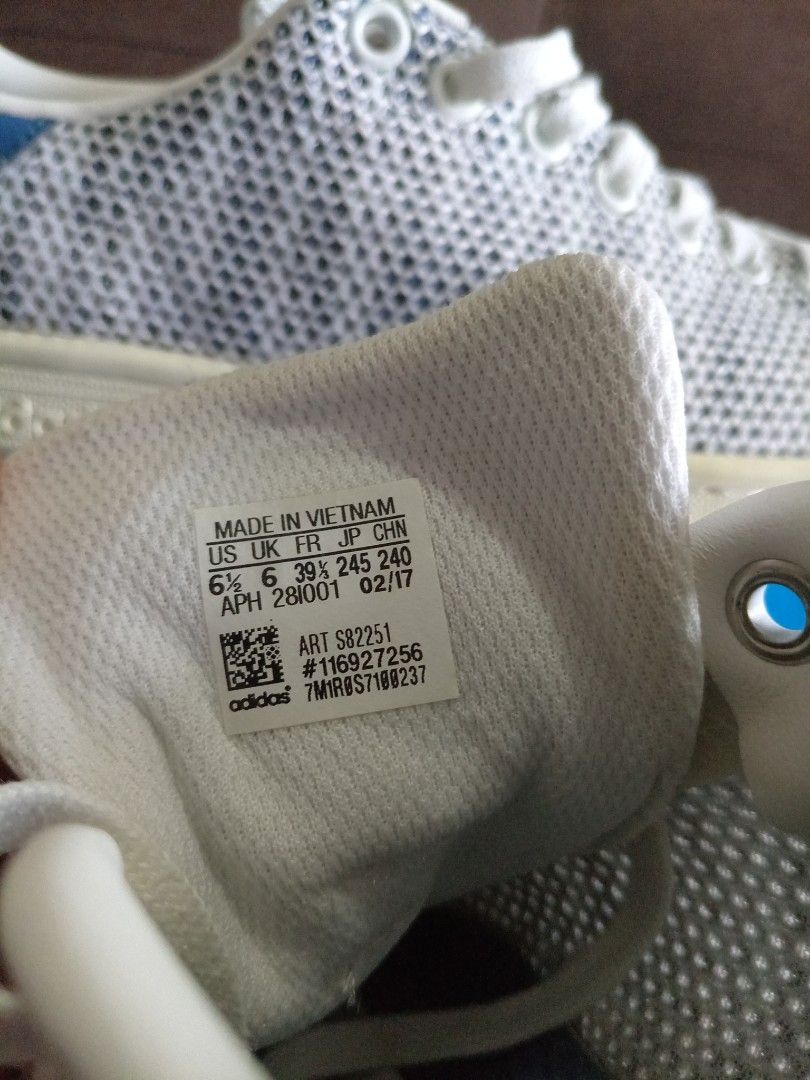 MADE IN VIETNAM
US UK FR JP CHN
6½ 6 39⅓ 245 240
APH 28I001 02/17
ART S82251
#116927256
adidas 7M1R0S7100237